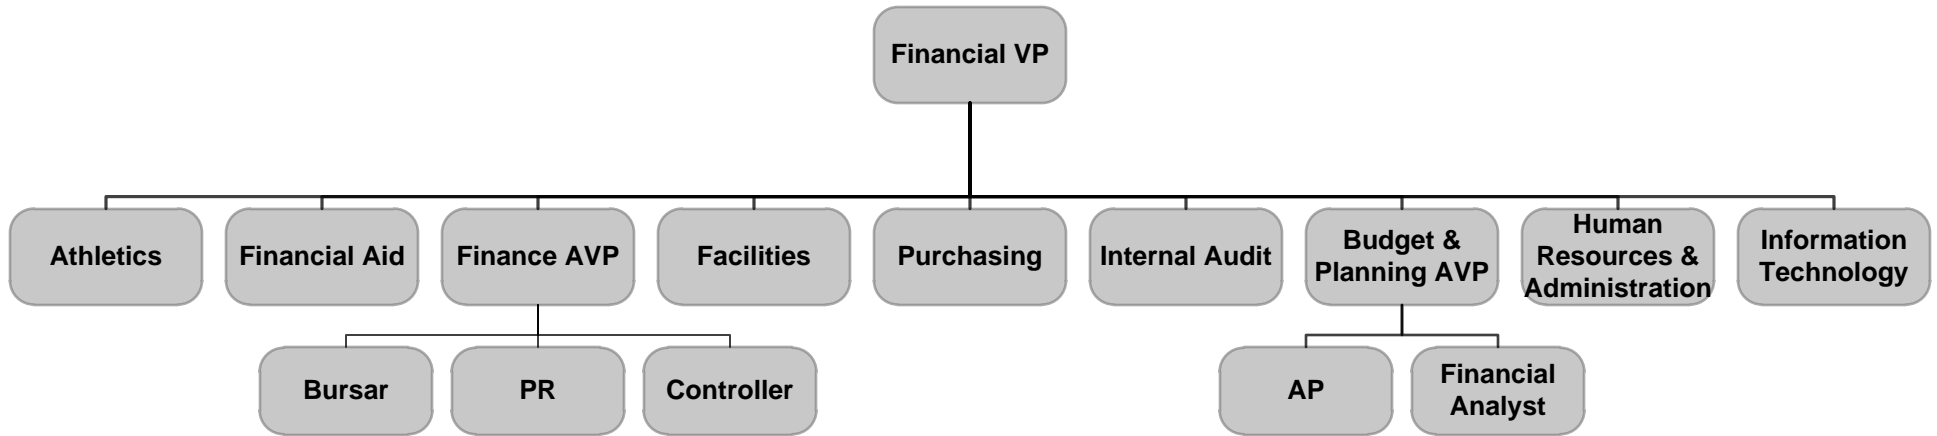 Financial VP
Athletics
Financial Aid
Finance AVP
Facilities
Purchasing
Internal Audit
Budget &
Planning AVP
Human
Resources &
Administration
Information
Technology
Bursar
PR
Controller
AP
Financial
Analyst